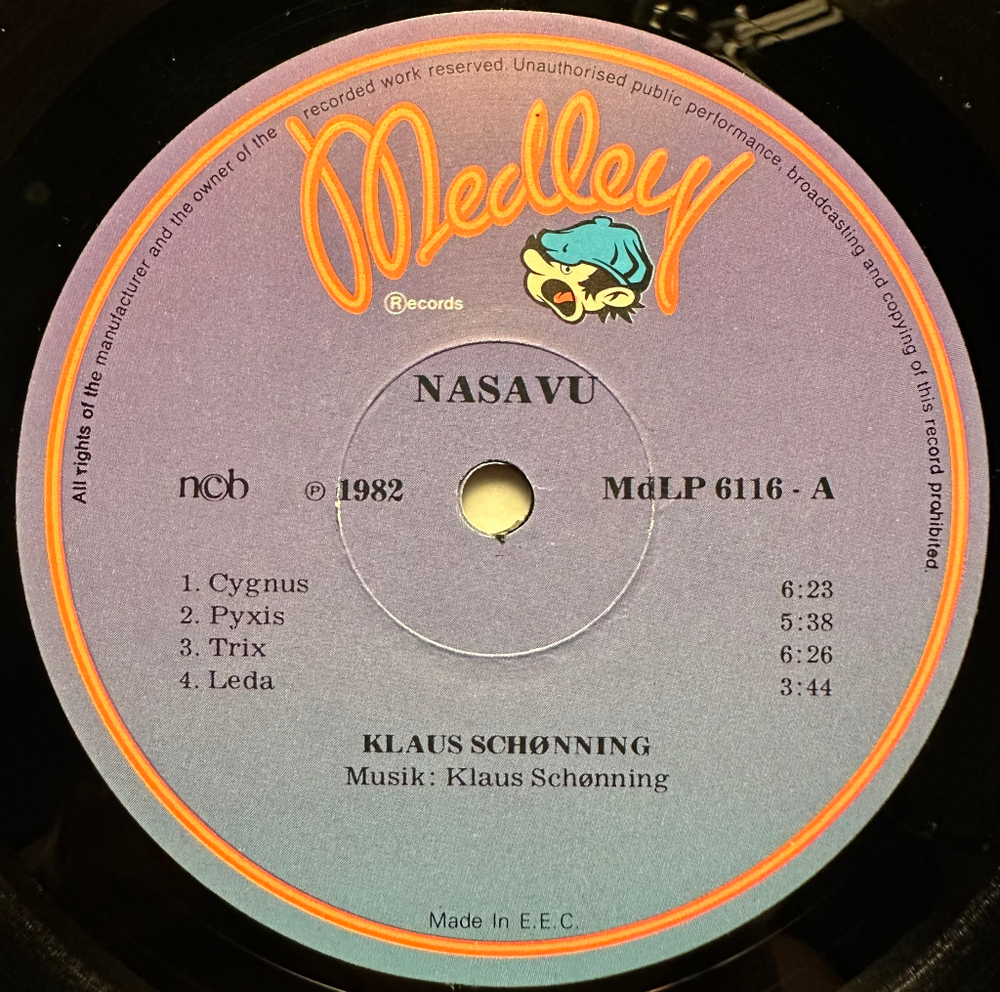 All rights of the manufacturer and the owner of the recorded work reserved. Unauthorised public performance, broadcasting and copying of this record prohibited.
Medley
Ⓡecords
NASAVU
n©b ℗ 1982 MdLP 6116 - A
1. Cygnus 6:23
2. Pyxis 5:38
3. Trix 6:26
4. Leda 3:44
KLAUS SCHØNNING
Musik: Klaus Schønning
Made In E.E.C.